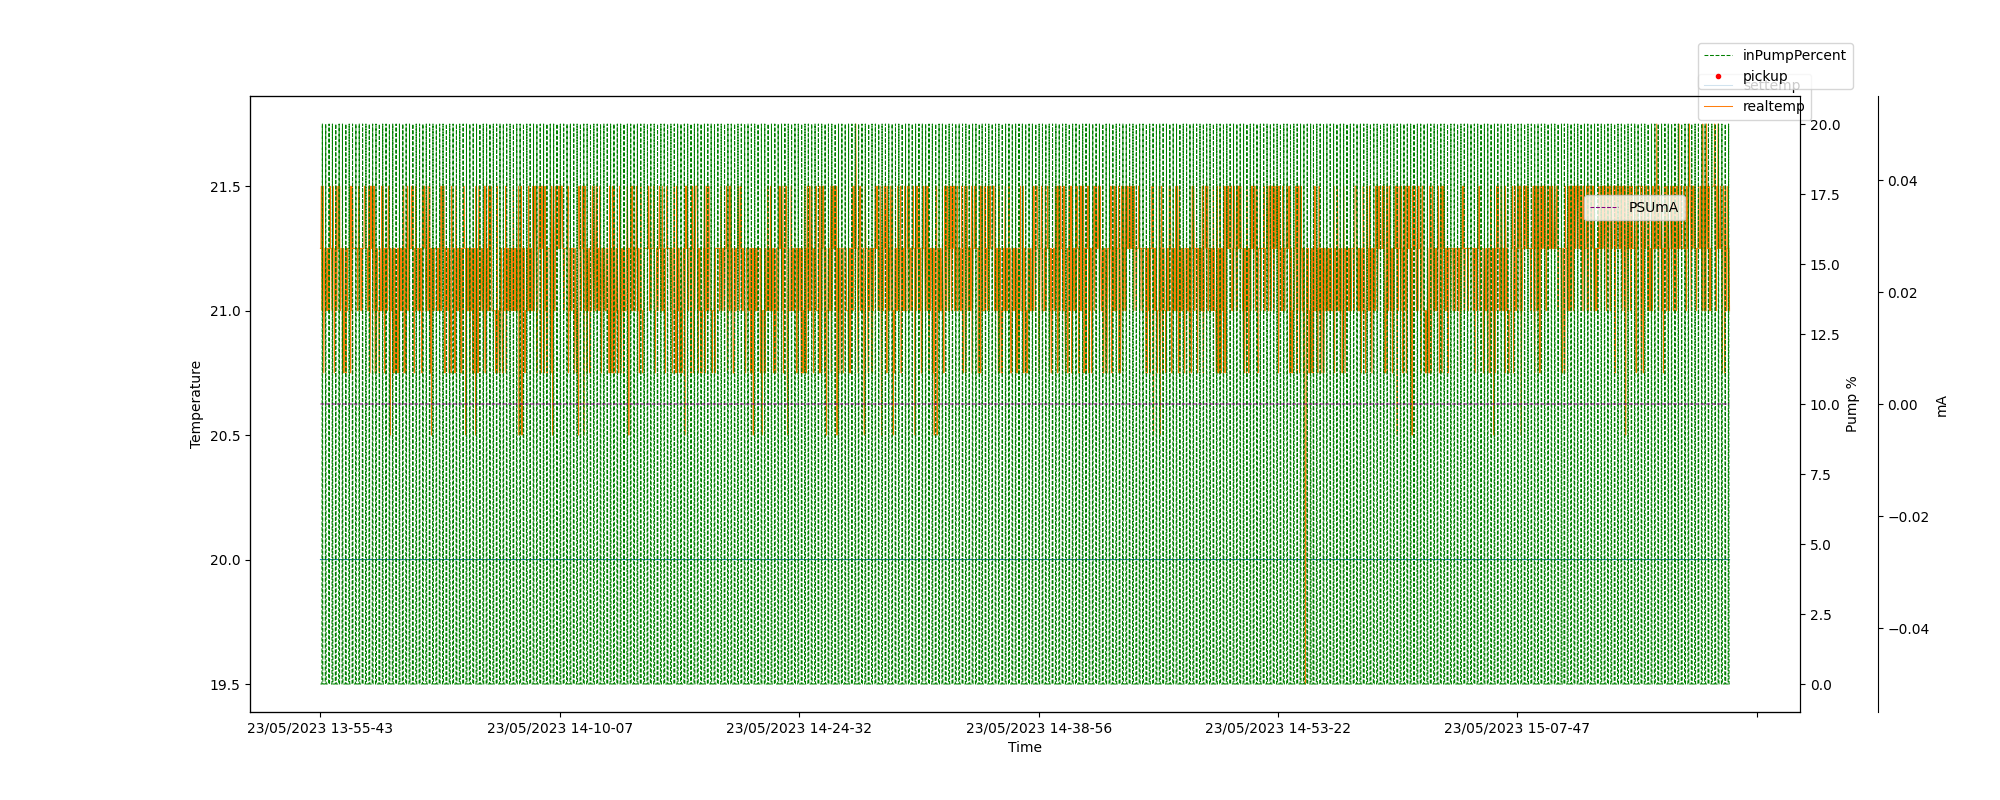 inPumpPercent
pickup
settemp
realtemp
PSUmA
21.5
21.0
20.5
20.0
19.5
Temperature
20.0
17.5
15.0
12.5
10.0
7.5
5.0
2.5
0.0
Pump %
0.04
0.02
0.00
−0.02
−0.04
mA
23/05/2023 13-55-43
23/05/2023 14-10-07
23/05/2023 14-24-32
23/05/2023 14-38-56
23/05/2023 14-53-22
23/05/2023 15-07-47
Time